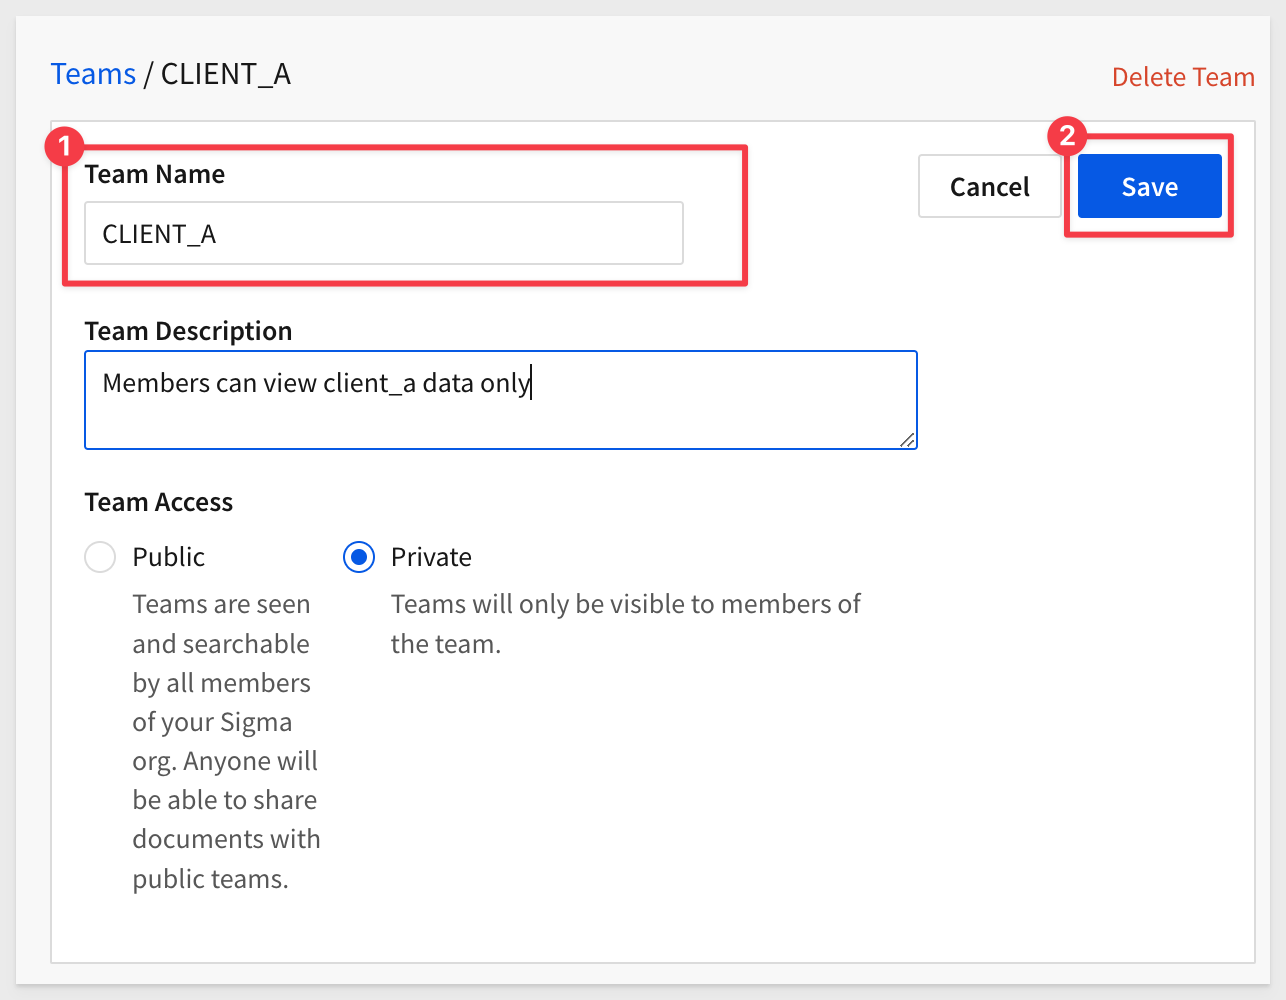 Teams / CLIENT_A
Delete Team
1
Team Name
CLIENT_A
Cancel
2
Save
Team Description
Members can view client_a data only
Team Access
Public
Teams are seen
and searchable
by all members
of your Sigma
org. Anyone will
be able to share
documents with
public teams.
Private
Teams will only be visible to members of
the team.